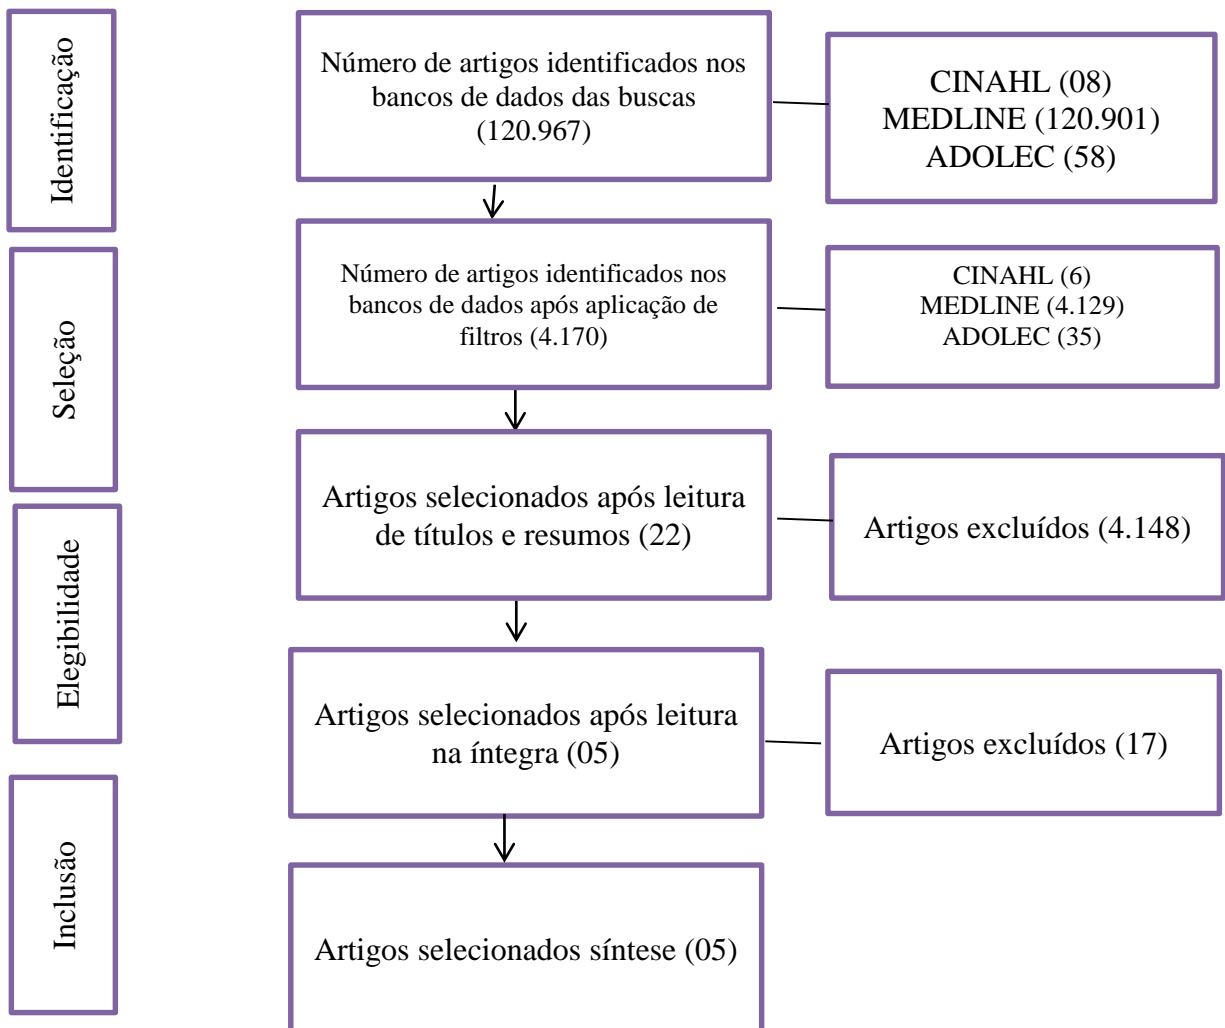 Identificação
Número de artigos identificados nos
bancos de dados das buscas
(120.967)
CINAHL (08)
MEDLINE (120.901)
ADOLEC (58)
Seleção
Número de artigos identificados nos
bancos de dados após aplicação de
filtros (4.170)
CINAHL (6)
MEDLINE (4.129)
ADOLEC (35)
Artigos selecionados após leitura
de títulos e resumos (22)
Artigos excluídos (4.148)
Elegibilidade
Artigos selecionados após leitura
na íntegra (05)
Artigos excluídos (17)
Inclusão
Artigos selecionados síntese (05)